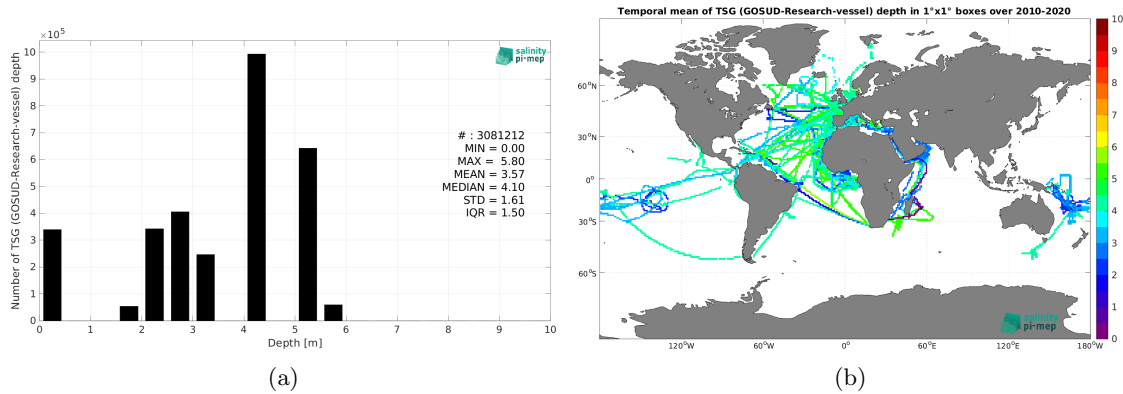 ×10⁵
10
9
8
7
6
5
4
3
2
1
0
Number of TSG (GOSUD-Research-vessel) depth
salinity
pi-mep
# : 3081212
MIN = 0.00
MAX = 5.80
MEAN = 3.57
MEDIAN = 4.10
STD = 1.61
IQR = 1.50
0 1 2 3 4 5 6 7 8 9 10
Depth [m]
(a)
Temporal mean of TSG (GOSUD-Research-vessel) depth in 1°x1° boxes over 2010-2020
60°N
30°N
0°
30°S
60°S
120°W 60°W 0° 60°E 120°E 180°W
salinity
pi-mep
10
9
8
7
6
5
4
3
2
1
0
(b)